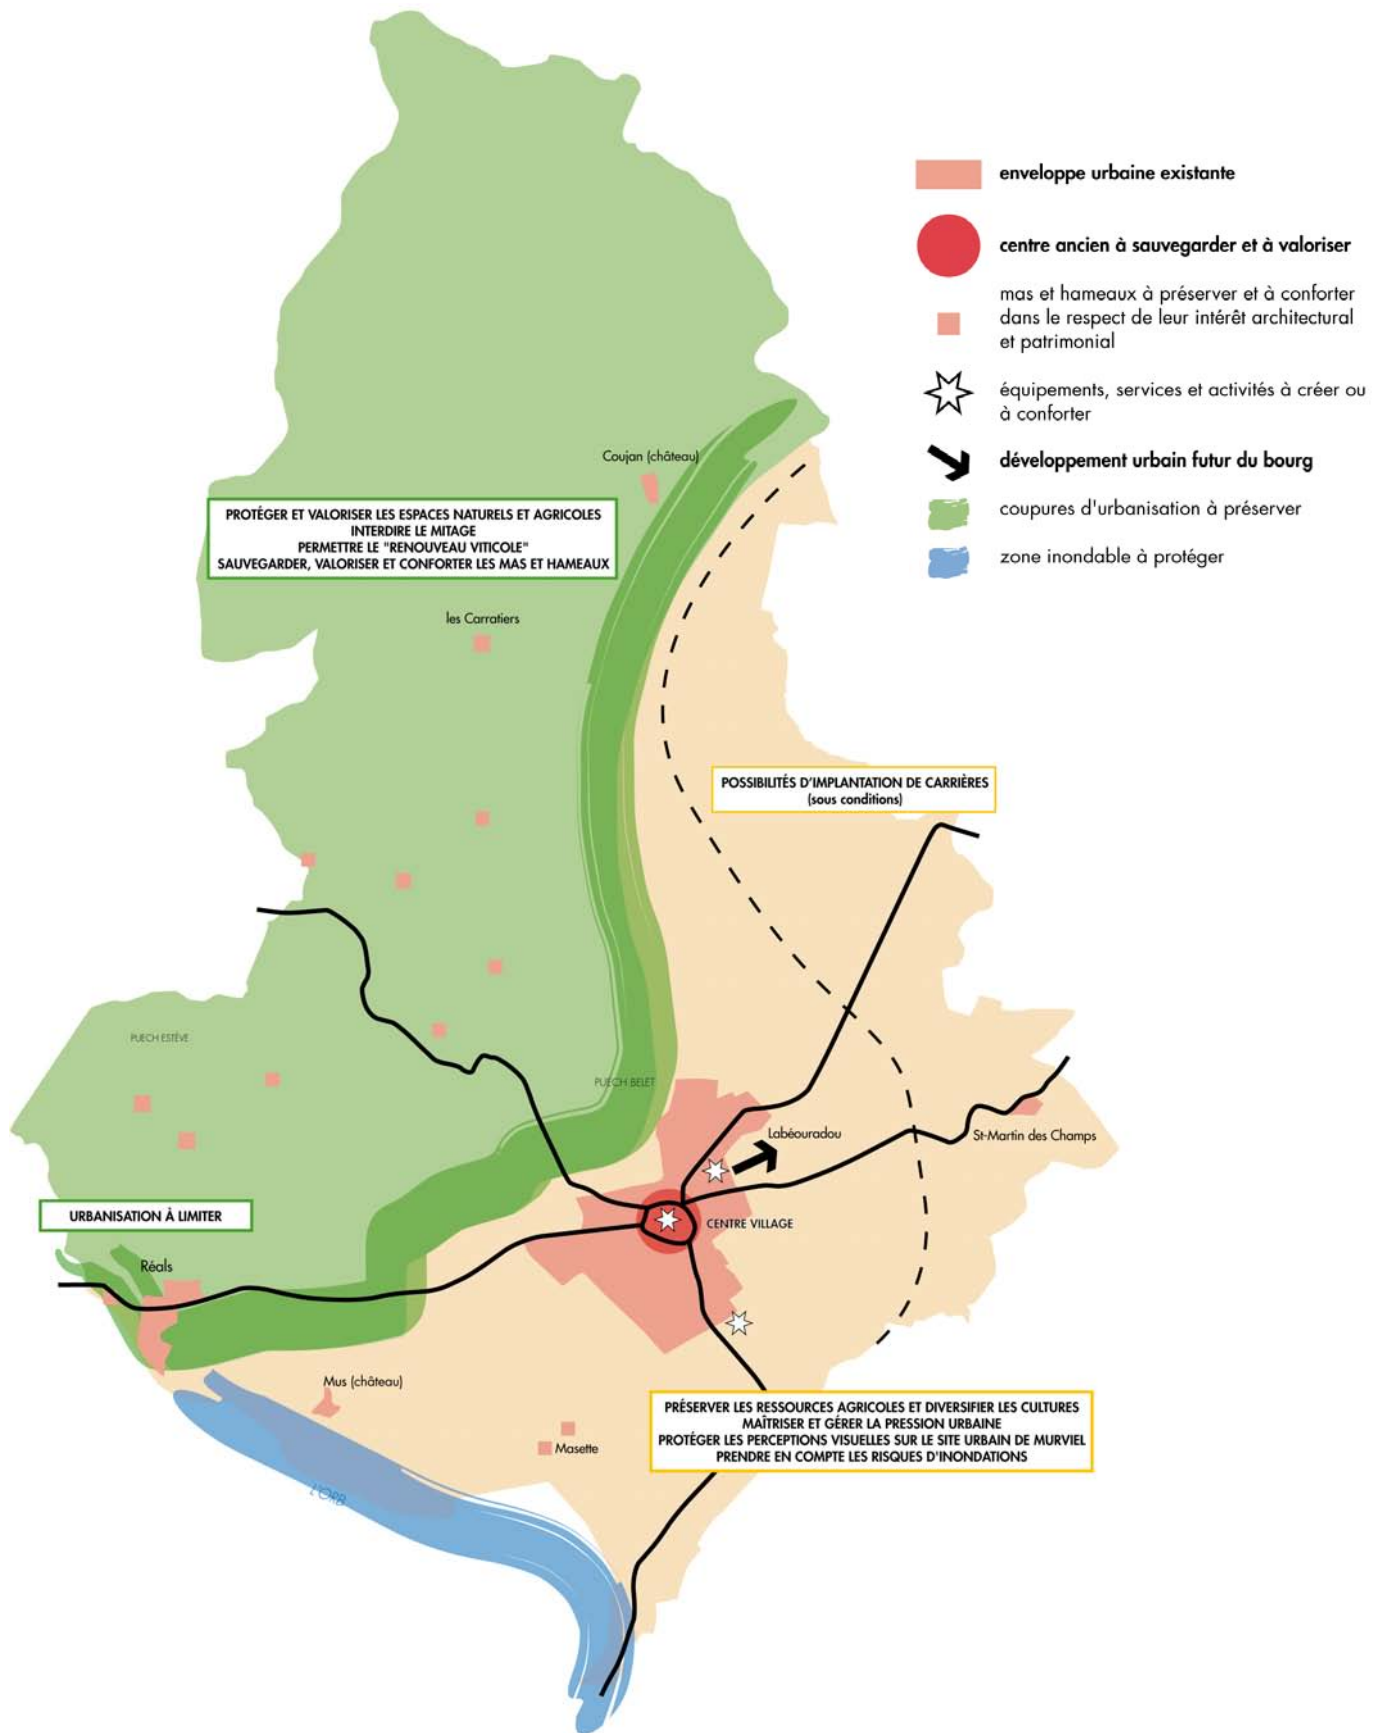 enveloppe urbaine existante
centre ancien à sauvegarder et à valoriser
mas et hameaux à préserver et à conforter
dans le respect de leur intérêt architectural
et patrimonial
équipements, services et activités à créer ou
à conforter
développement urbain futur du bourg
coupures d'urbanisation à préserver
zone inondable à protéger
Coujan (château)
PROTÉGER ET VALORISER LES ESPACES NATURELS ET AGRICOLES
INTERDIRE LE MITAGE
PERMETTRE LE "RENOUVEAU VITICOLE"
SAUVEGARDER, VALORISER ET CONFORTER LES MAS ET HAMEAUX
les Carratiers
POSSIBILITÉS D'IMPLANTATION DE CARRIÈRES
(sous conditions)
PUECH ESTÈVE
PUECH BELET
Labéouradou
St-Martin des Champs
URBANISATION À LIMITER
CENTRE VILLAGE
Réals
Mus (château)
PRÉSERVER LES RESSOURCES AGRICOLES ET DIVERSIFIER LES CULTURES
MAÎTRISER ET GÉRER LA PRESSION URBAINE
PROTÉGER LES PERCEPTIONS VISUELLES SUR LE SITE URBAIN DE MURVIEL
PRENDRE EN COMPTE LES RISQUES D'INONDATIONS
Masette
L'ORB